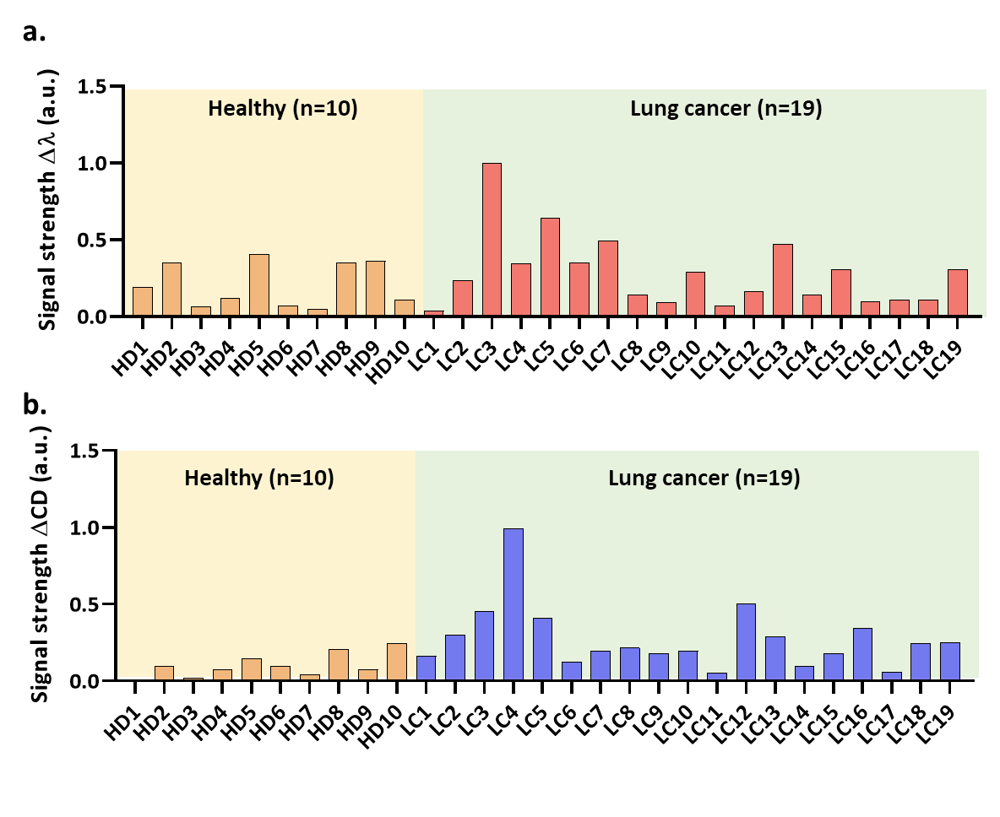 a.
Signal strength Δλ (a.u.)
1.5
1.0
0.5
0.0
Healthy (n=10)
Lung cancer (n=19)
HD1
HD2
HD3
HD4
HD5
HD6
HD7
HD8
HD9
HD10
LC1
LC2
LC3
LC4
LC5
LC6
LC7
LC8
LC9
LC10
LC11
LC12
LC13
LC14
LC15
LC16
LC17
LC18
LC19
b.
Signal strength ΔCD (a.u.)
1.5
1.0
0.5
0.0
Healthy (n=10)
Lung cancer (n=19)
HD1
HD2
HD3
HD4
HD5
HD6
HD7
HD8
HD9
HD10
LC1
LC2
LC3
LC4
LC5
LC6
LC7
LC8
LC9
LC10
LC11
LC12
LC13
LC14
LC15
LC16
LC17
LC18
LC19